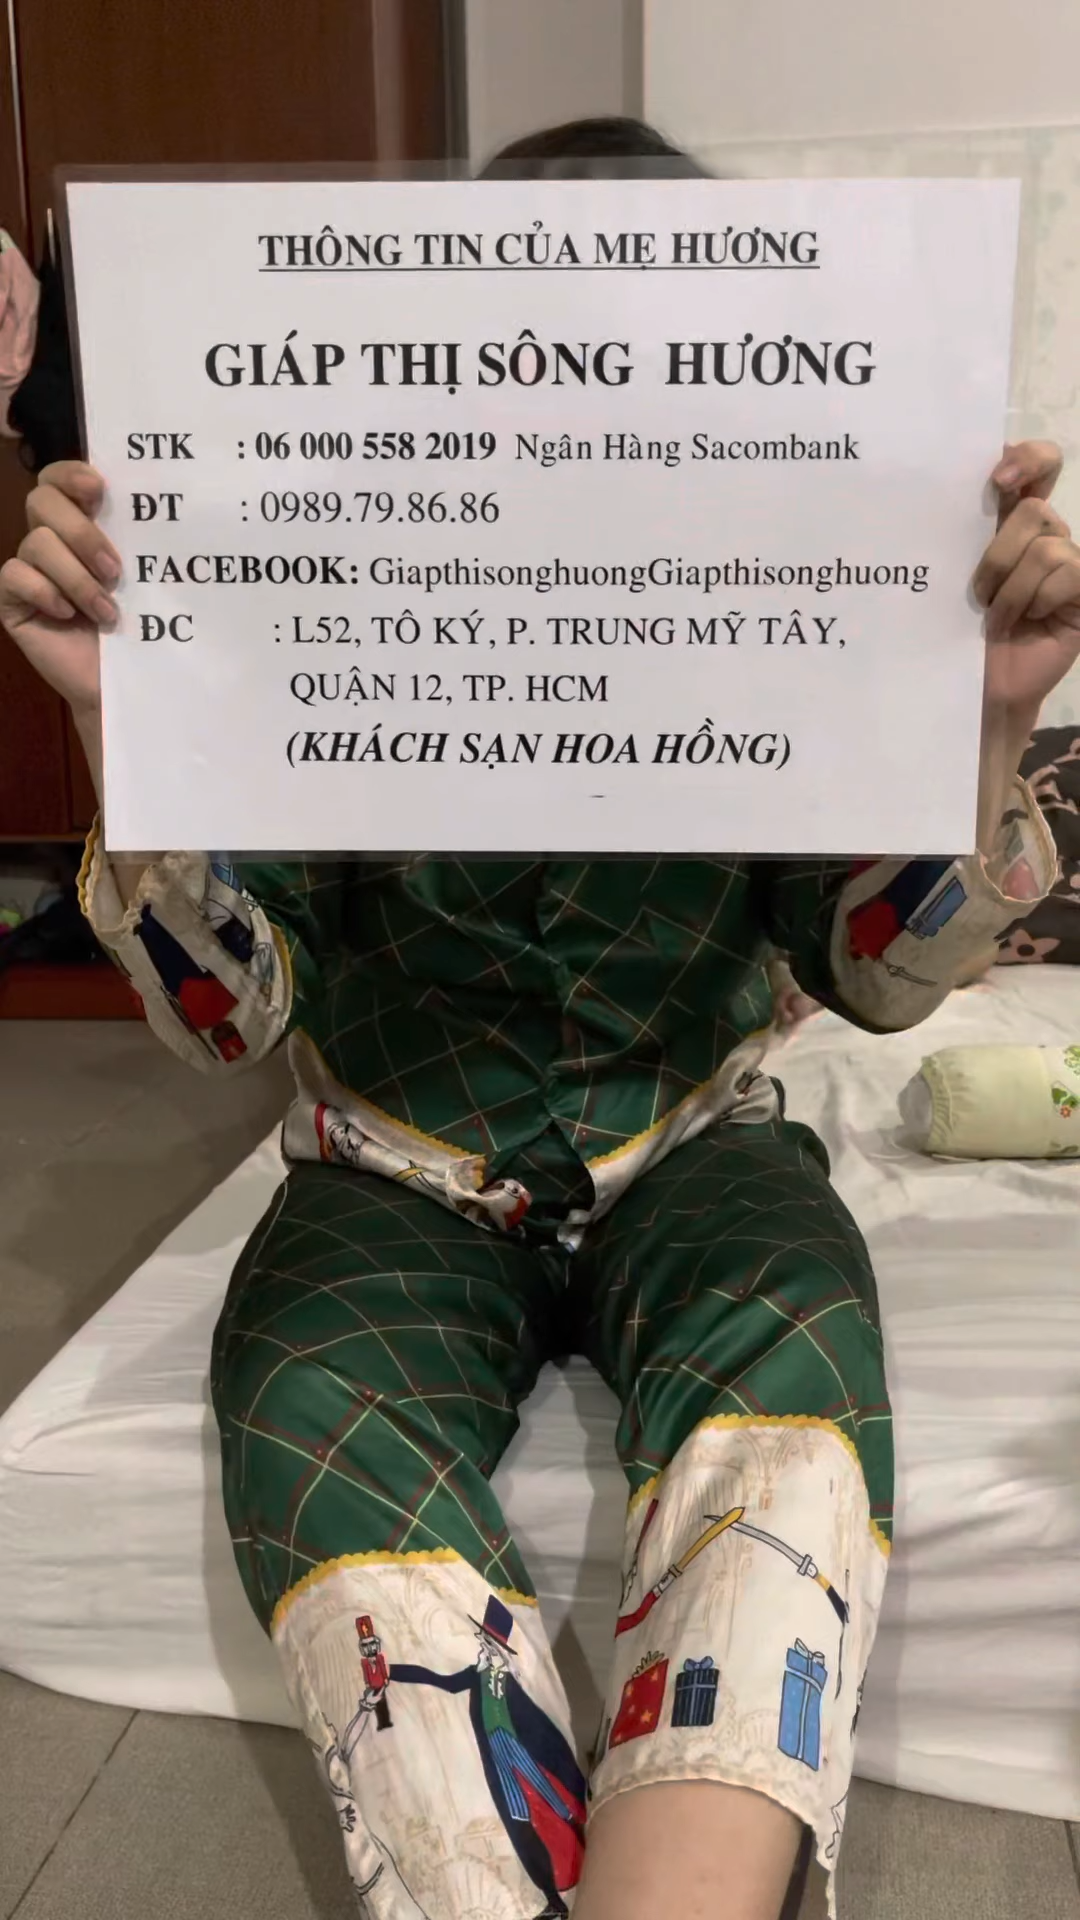 THÔNG TIN CỦA MẸ HƯƠNG
GIÁP THỊ SÔNG HƯƠNG
STK : 06 000 558 2019 Ngân Hàng Sacombank
ĐT : 0989.79.86.86
FACEBOOK: GiapthisonghuongGiapthisonghuong
ĐC : L52, TÔ KÝ, P. TRUNG MỸ TÂY,
QUẬN 12, TP. HCM
(KHÁCH SẠN HOA HỒNG)